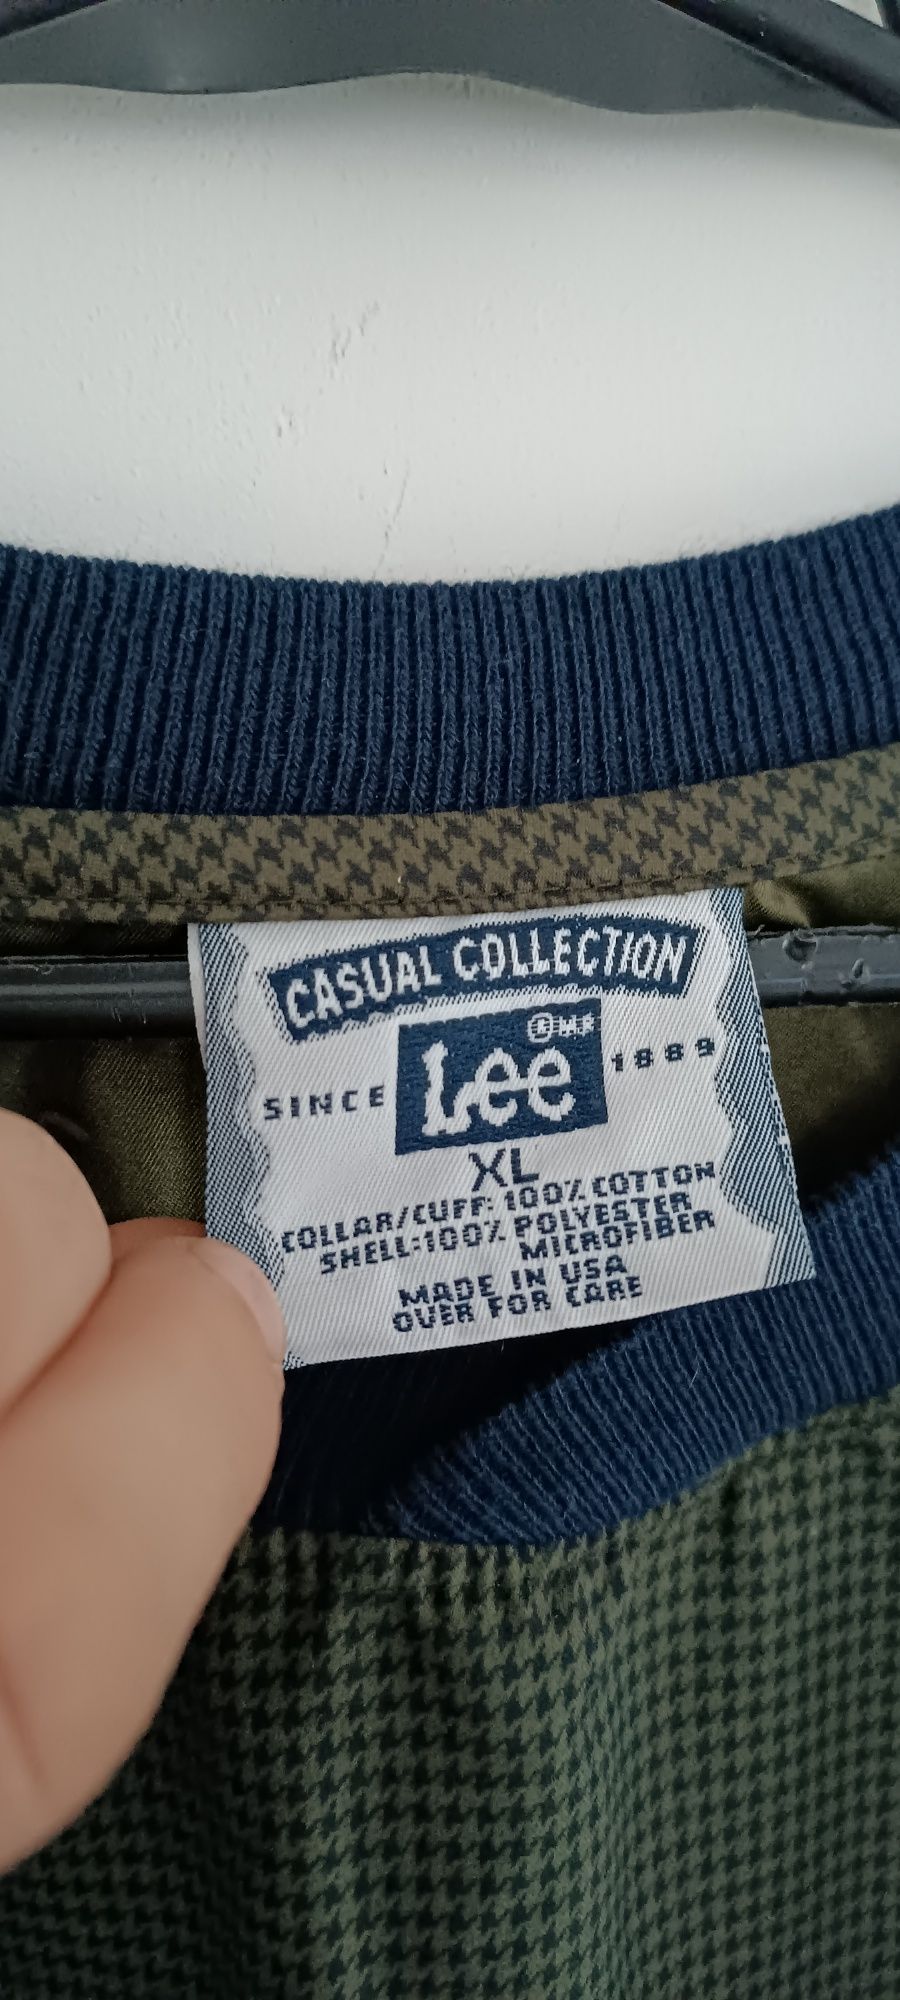 CASUAL COLLECTION
® MR
SINCE Lee 1889
XL
COLLAR/CUFF: 100% COTTON
SHELL:100% POLYESTER
MICROFIBER
MADE IN USA
OVER FOR CARE